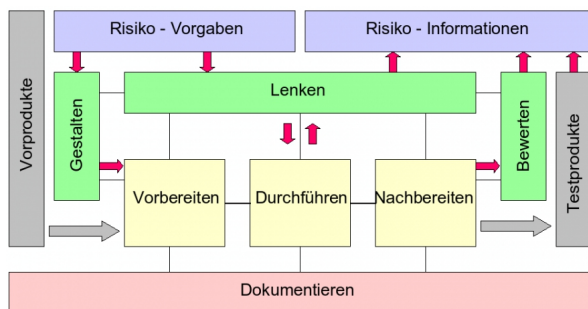 Risiko - Vorgaben
Risiko - Informationen
Vorprodukte
Gestalten
Lenken
Bewerten
Testprodukte
Vorbereiten
Durchführen
Nachbereiten
Dokumentieren